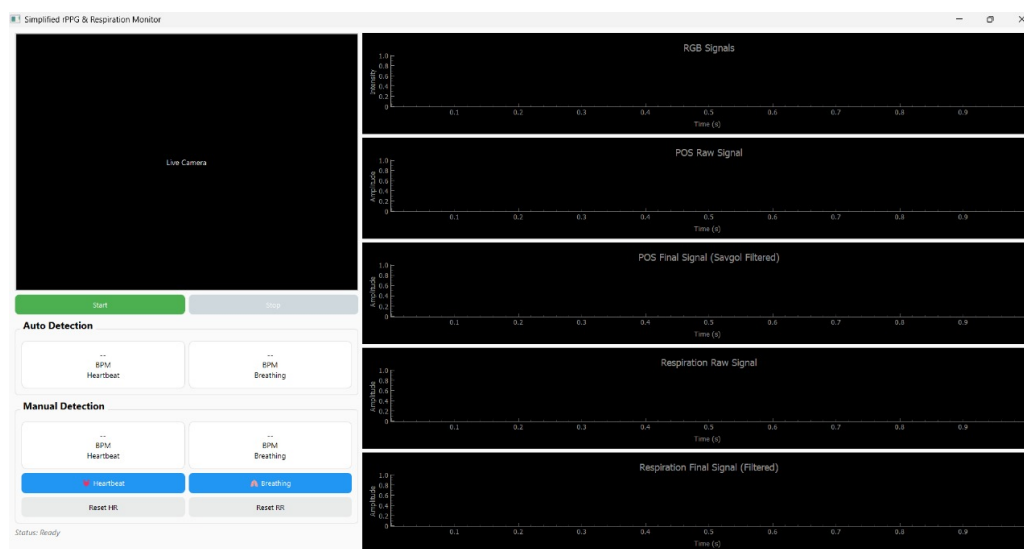 Simplified rPPG & Respiration Monitor
Live Camera
Start
Stop
Auto Detection
--
BPM
Heartbeat
--
BPM
Breathing
Manual Detection
--
BPM
Heartbeat
--
BPM
Breathing
Heartbeat
Breathing
Reset HR
Reset RR
Status: Ready
RGB Signals
Intensity
1.0
0.8
0.6
0.4
0.2
0
0.1 0.2 0.3 0.4 0.5 0.6 0.7 0.8 0.9
Time (s)
POS Raw Signal
Amplitude
1.0
0.8
0.6
0.4
0.2
0
0.1 0.2 0.3 0.4 0.5 0.6 0.7 0.8 0.9
Time (s)
POS Final Signal (Savgol Filtered)
Amplitude
1.0
0.8
0.6
0.4
0.2
0
0.1 0.2 0.3 0.4 0.5 0.6 0.7 0.8 0.9
Time (s)
Respiration Raw Signal
Amplitude
1.0
0.8
0.6
0.4
0.2
0
0.1 0.2 0.3 0.4 0.5 0.6 0.7 0.8 0.9
Time (s)
Respiration Final Signal (Filtered)
Amplitude
1.0
0.8
0.6
0.4
0.2
0
0.1 0.2 0.3 0.4 0.5 0.6 0.7 0.8 0.9
Time (s)